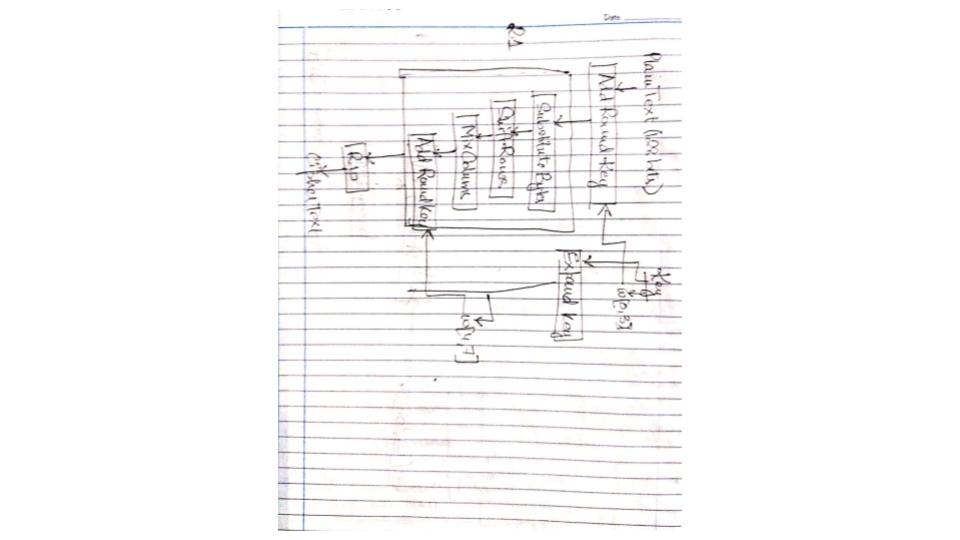 Date
R1
Plain Text (128 bits)
Key
Add Round Key
w[0,3]
Substitute Bytes
Expand Key
Shift Rows
Mix Columns
Add Round Key
w[4,7]
Cipher Text